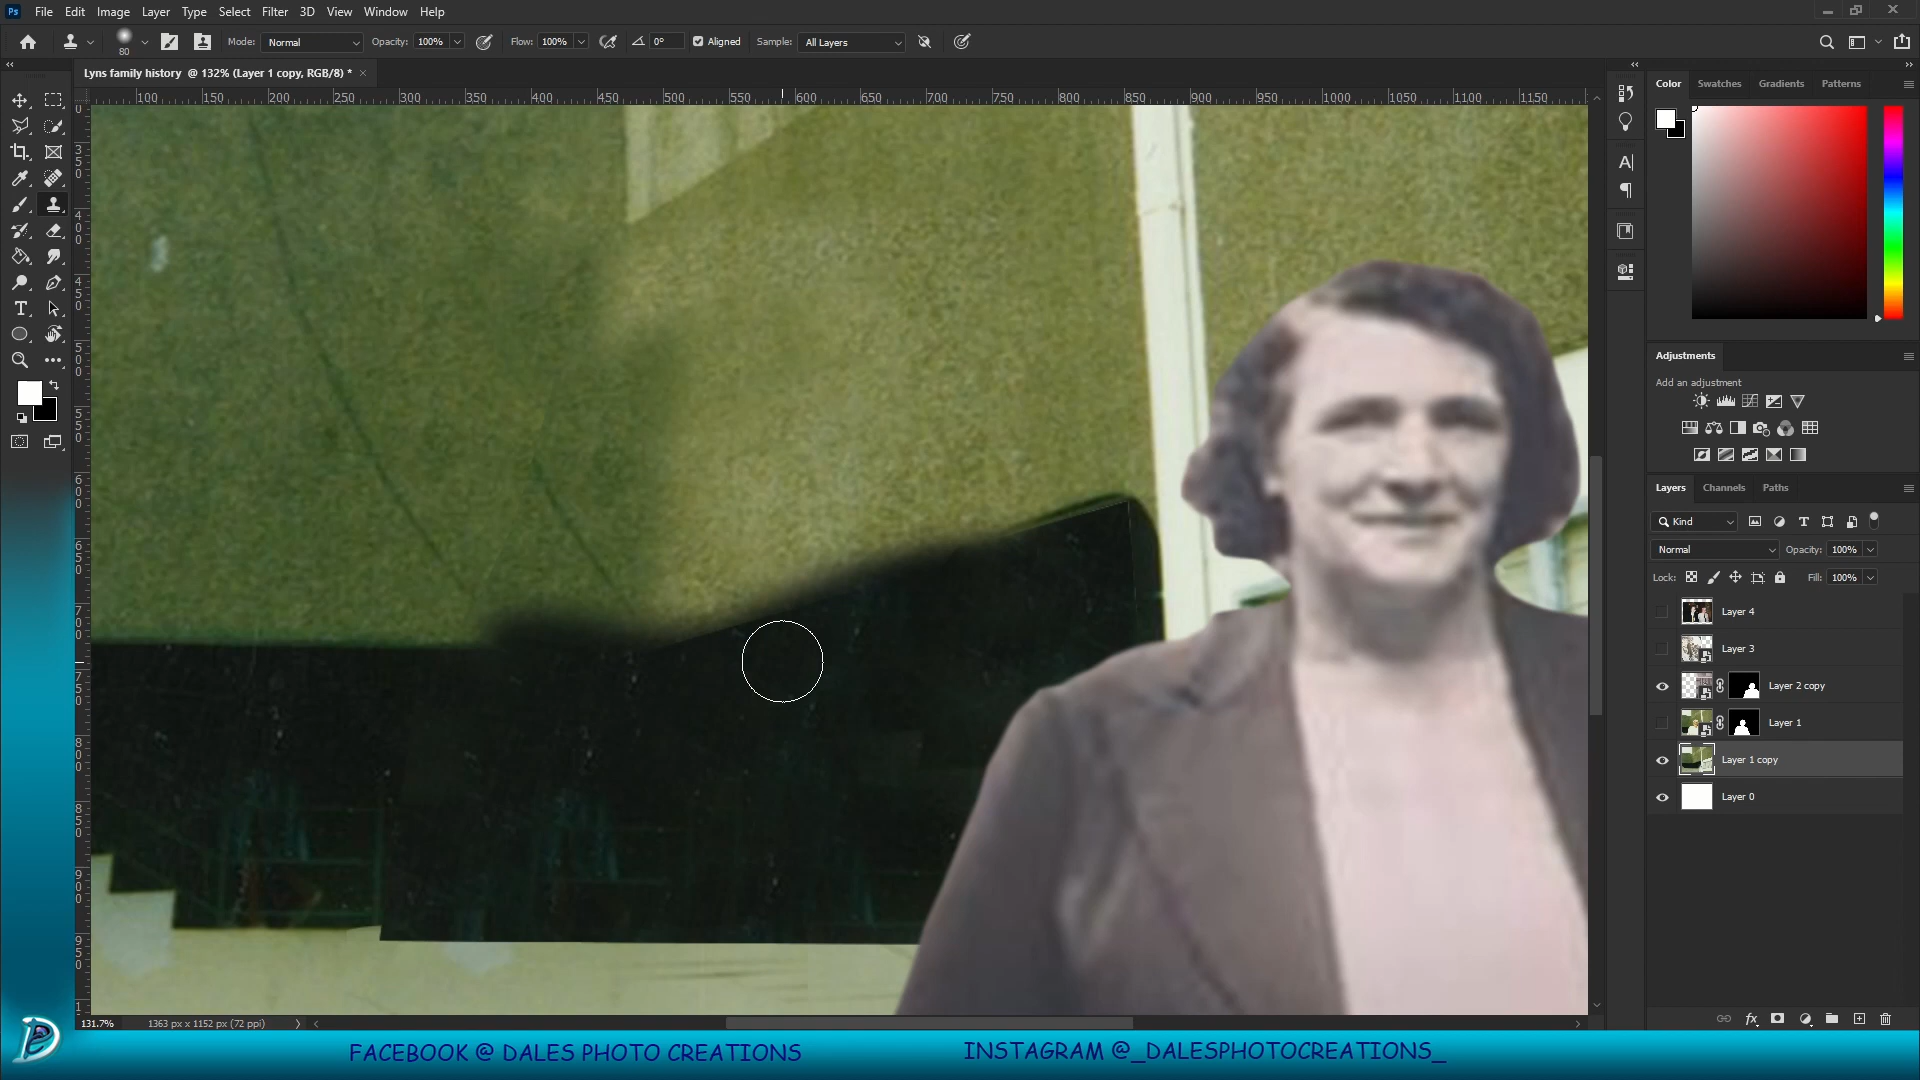 Ps File Edit Image Layer Type Select Filter 3D View Window Help
80 Mode: Normal Opacity: 100% Flow: 100% 0° Aligned Sample: All Layers
Lyns family history @ 132% (Layer 1 copy, RGB/8) * ×
100 150 200 250 300 350 400 450 500 550 600 650 700 750 800 850 900 950 1000 1050 1100 1150
Color Swatches Gradients Patterns
Adjustments
Add an adjustment
Layers Channels Paths
Kind
Normal Opacity: 100%
Lock: Fill: 100%
Layer 4
Layer 3
Layer 2 copy
Layer 1
Layer 1 copy
Layer 0
131.7% 1363 px x 1152 px (72 ppi)
FACEBOOK @ DALES PHOTO CREATIONS
INSTAGRAM @_DALESPHOTOCREATIONS_